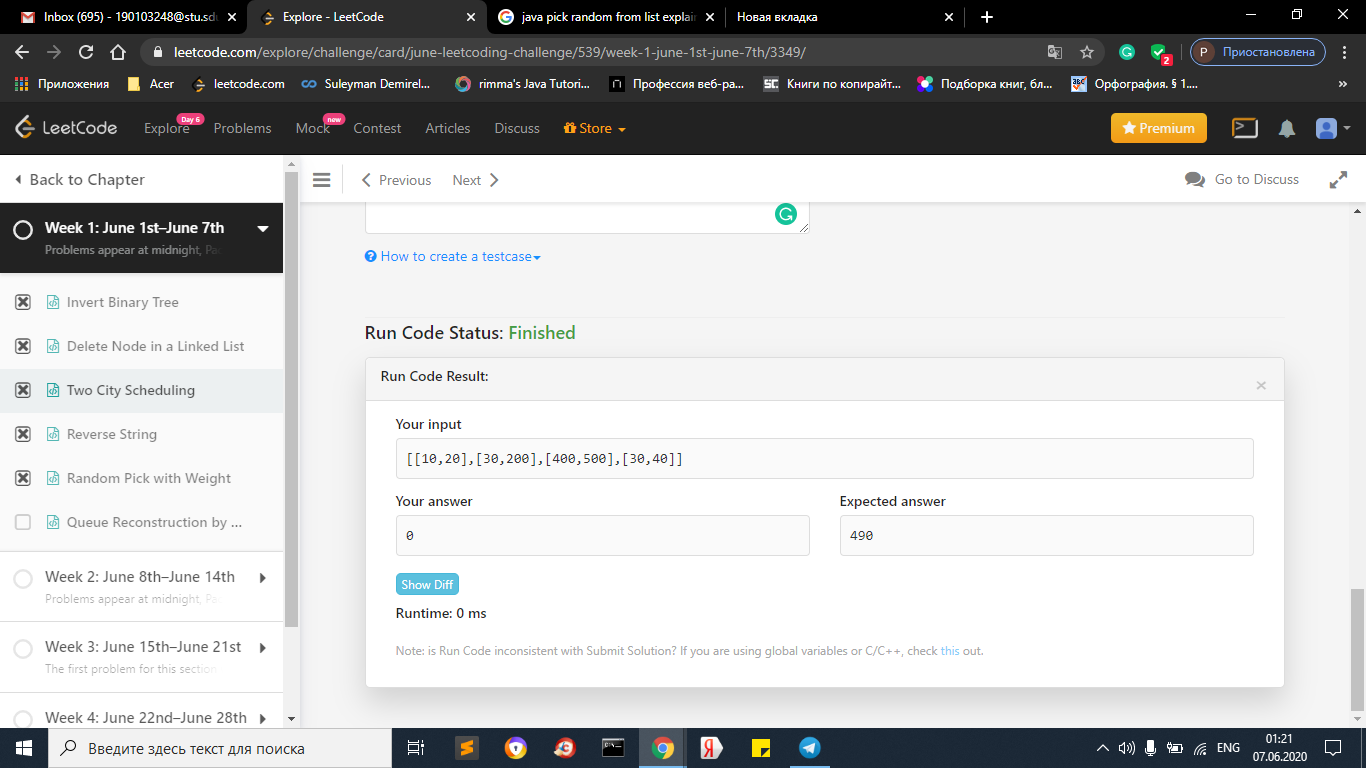 Inbox (695) - 190103248@stu.sdu
Explore - LeetCode
java pick random from list explain
Новая вкладка
leetcode.com/explore/challenge/card/june-leetcoding-challenge/539/week-1-june-1st-june-7th/3349/
2
P Приостановлена
Приложения
Acer
leetcode.com
Suleyman Demirel...
rimma's Java Tutori...
Профессия веб-ра...
Книги по копирайт...
Подборка книг, бл...
Орфография. § 1....
»
LeetCode
Explore
Day 6
Problems
Mock
new
Contest
Articles
Discuss
Store
Premium
Back to Chapter
Previous
Next
Go to Discuss
Week 1: June 1st–June 7th
Problems appear at midnight, Pa
Invert Binary Tree
Delete Node in a Linked List
Two City Scheduling
Reverse String
Random Pick with Weight
Queue Reconstruction by ...
Week 2: June 8th–June 14th
Problems appear at midnight, Pa
Week 3: June 15th–June 21st
The first problem for this section
Week 4: June 22nd–June 28th
How to create a testcase
Run Code Status: Finished
Run Code Result:
×
Your input
[[10,20],[30,200],[400,500],[30,40]]
Your answer
0
Expected answer
490
Show Diff
Runtime: 0 ms
Note: is Run Code inconsistent with Submit Solution? If you are using global variables or C/C++, check this out.
Введите здесь текст для поиска
ENG
01:21
07.06.2020